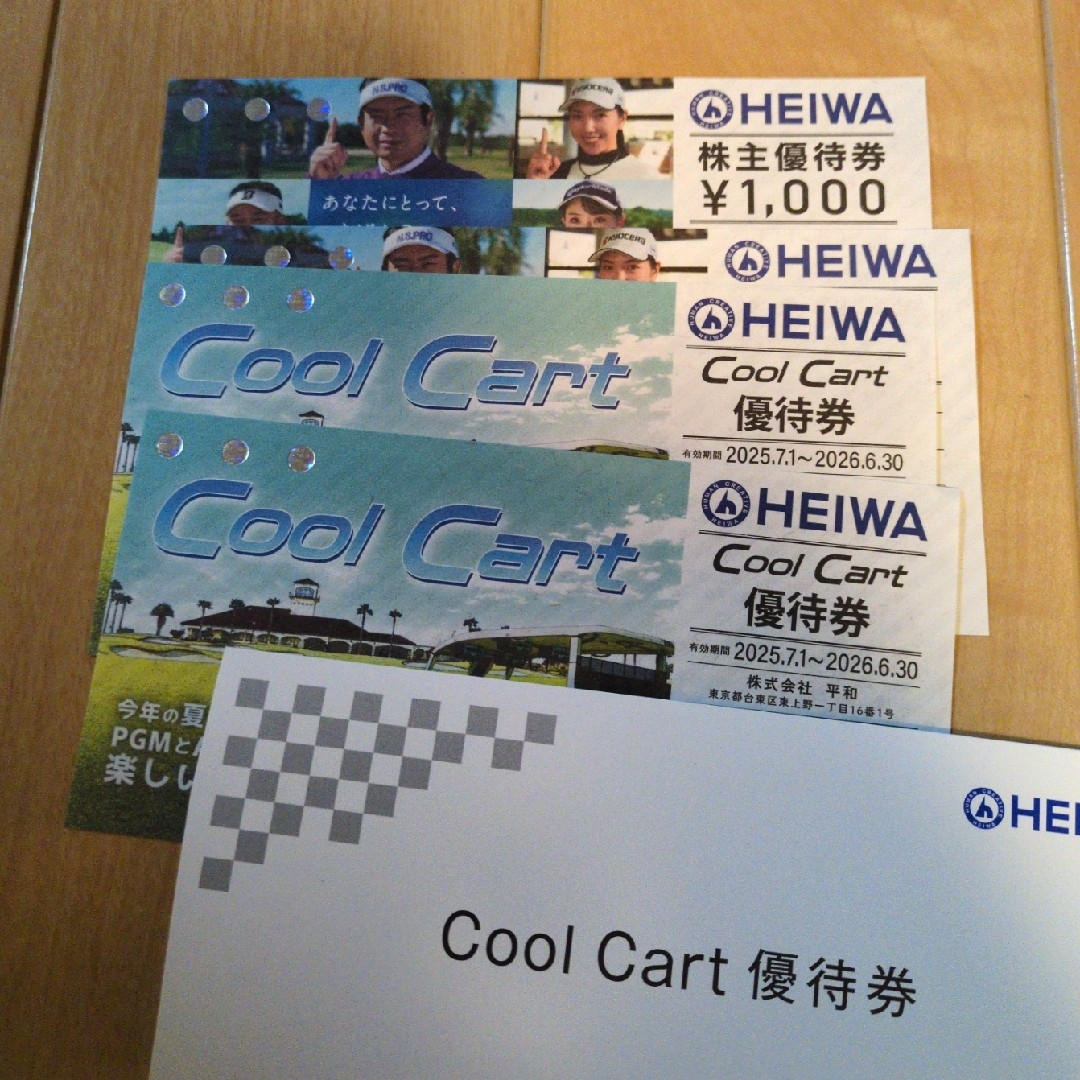 N.S.PRO
KYOCERA
HEIWA
株主優待券
¥1,000
あなたにとって、
N.S.PRO
KYOCERA
HEIWA
Cool Cart
HEIWA
Cool Cart
優待券
有効期間 2025.7.1～2026.6.30
Cool Cart
HEIWA
Cool Cart
優待券
有効期間 2025.7.1～2026.6.30
株式会社 平和
東京都台東区東上野一丁目16番1号
今年の夏
PGMと
楽しい
HEI
Cool Cart 優待券